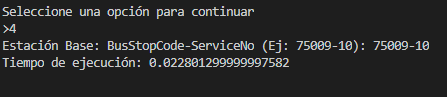 Seleccione una opción para continuar
>4
Estación Base: BusStopCode-ServiceNo (Ej: 75009-10): 75009-10
Tiempo de ejecución: 0.022801299999997582